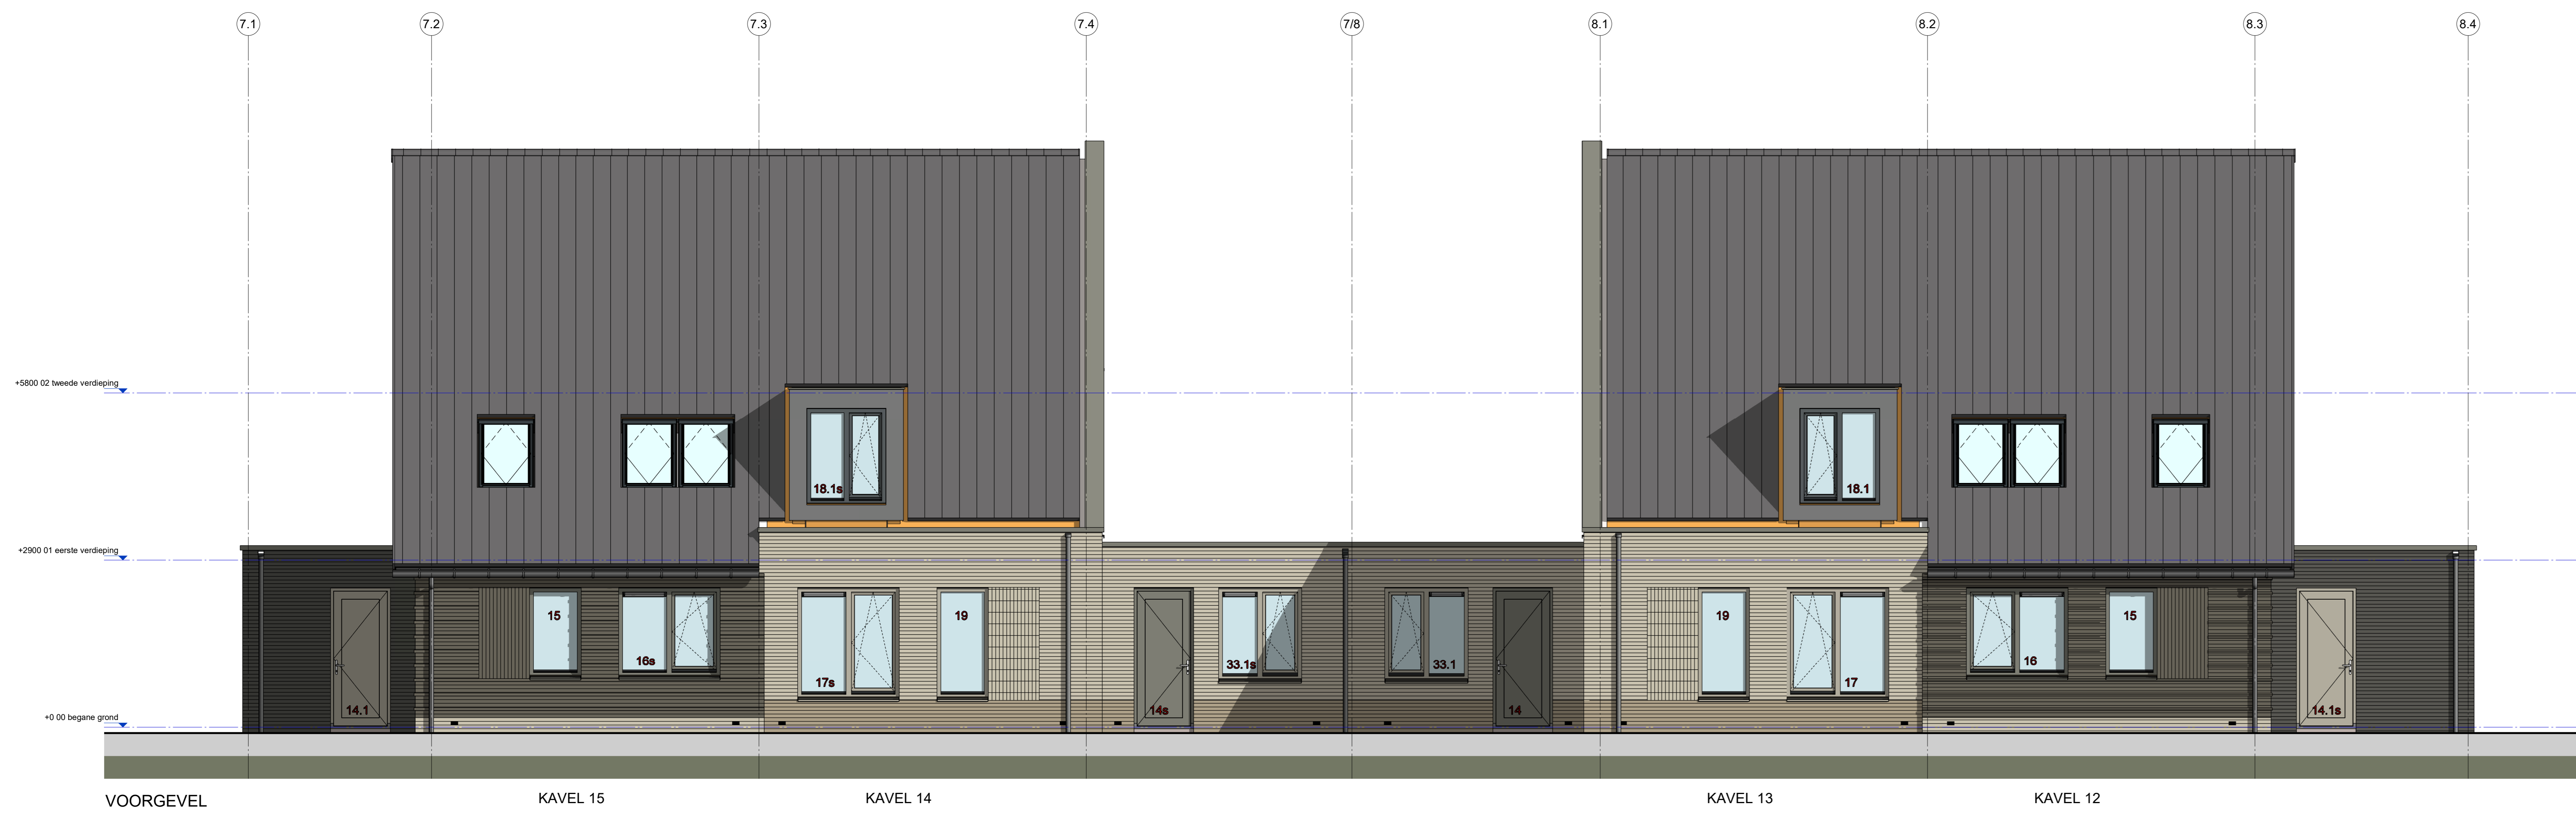 7.1 7.2 7.3 7.4 7/8 8.1 8.2 8.3 8.4
+5800 02 tweede verdieping
18.1s 18.1
+2900 01 eerste verdieping
15 19 19 15
16s 33.1s 33.1 16
17s 17
14.1 14s 14 14.1s
+0 00 begane grond
VOORGEVEL KAVEL 15 KAVEL 14 KAVEL 13 KAVEL 12